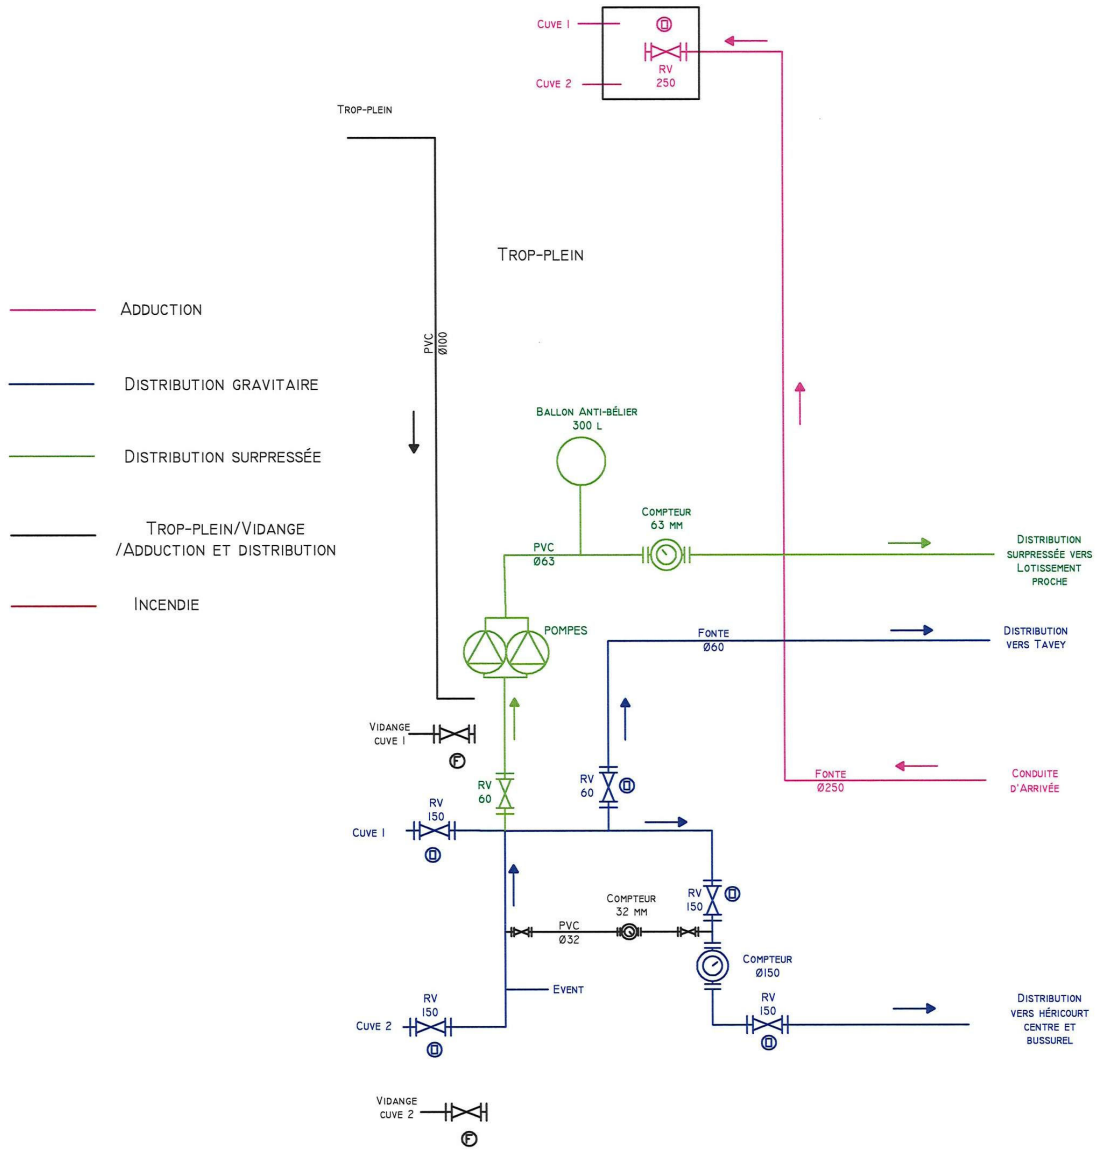 Cuve 1
O
RV
250
Cuve 2
Trop-plein
Trop-plein
PVC
Ø100
Adduction
Distribution gravitaire
Distribution surpressée
Trop-plein/Vidange
/Adduction et distribution
Incendie
Ballon Anti-bélier
300 L
Compteur
63 mm
PVC
Ø63
Distribution
surpressée vers
Lotissement
proche
Pompes
Fonte
Ø60
Distribution
vers Tavey
Vidange
cuve 1
F
RV
60
RV
60
O
Fonte
Ø250
Conduite
d'Arrivée
Cuve 1
RV
150
O
RV
150
O
Compteur
32 mm
PVC
Ø32
Compteur
Ø150
Event
Cuve 2
RV
150
O
RV
150
O
Distribution
vers Héricourt
centre et
Bussurel
Vidange
cuve 2
F